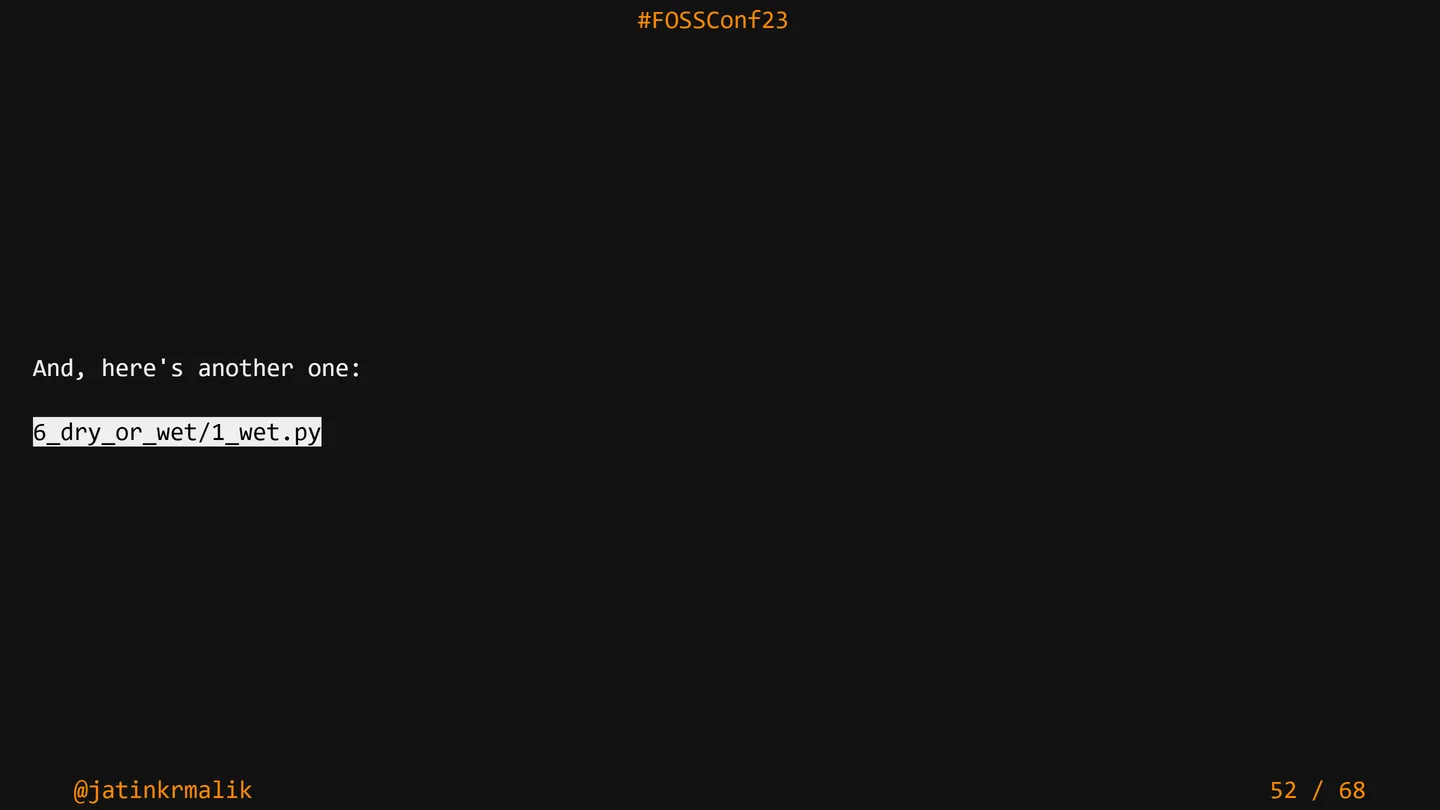 #FOSSConf23
And, here's another one:
6_dry_or_wet/1_wet.py
@jatinkrmalik
52 / 68